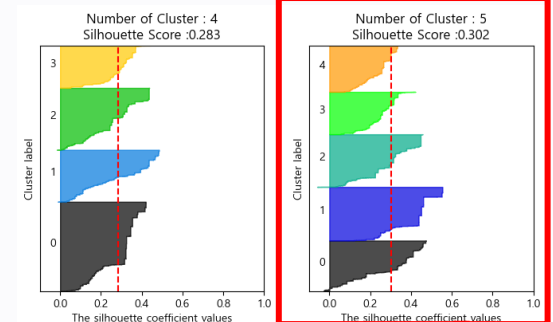 Number of Cluster : 4
Silhouette Score :0.283
3
2
1
0
Cluster label
0.0 0.2 0.4 0.6 0.8 1.0
The silhouette coefficient values
Number of Cluster : 5
Silhouette Score :0.302
4
3
2
1
0
Cluster label
0.0 0.2 0.4 0.6 0.8 1.0
The silhouette coefficient values